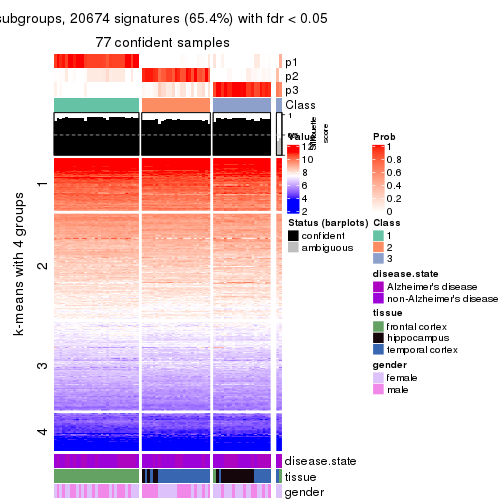 subgroups, 20674 signatures (65.4%) with fdr < 0.05
77 confident samples
p1
p2
p3
Class
1
silhouette
score
k-means with 4 groups
1
2
3
4
Value
12
10
8
6
4
2
Prob
1
0.8
0.6
0.4
0.2
0
Status (barplots)
confident
ambiguous
Class
1
2
3
disease.state
Alzheimer's disease
non-Alzheimer's disease
tissue
frontal cortex
hippocampus
temporal cortex
gender
female
male
disease.state
tissue
gender